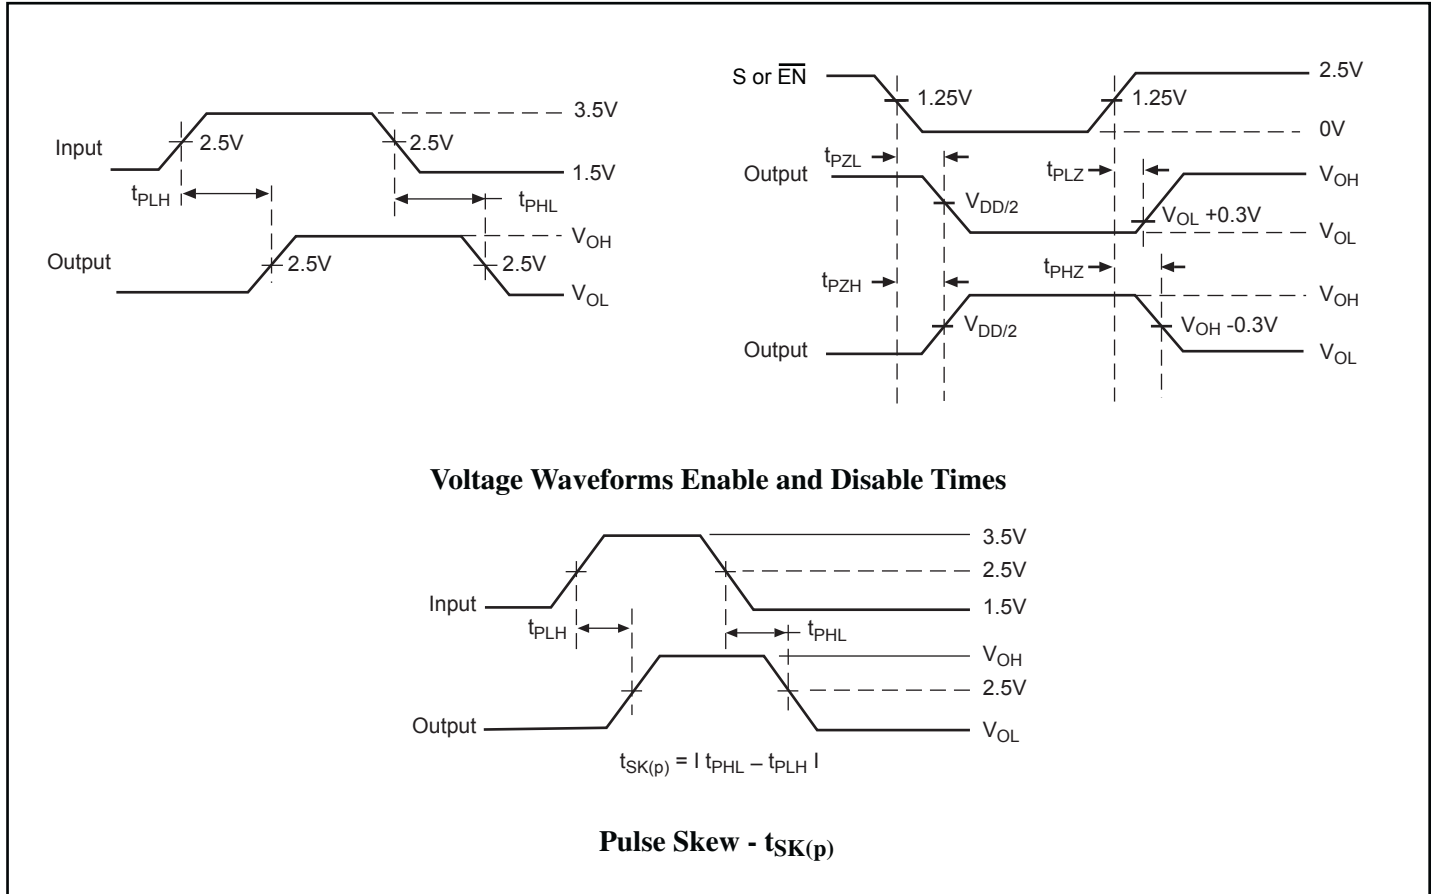 3.5V
2.5V
2.5V
Input
1.5V
tPLH
tPHL
VOH
Output
2.5V
2.5V
VOL
S or EN
2.5V
1.25V
1.25V
0V
tPZL
tPLZ
Output
VOH
VDD/2
VOL +0.3V
VOL
tPZH
tPHZ
VOH
VDD/2
VOH -0.3V
Output
VOL
Voltage Waveforms Enable and Disable Times
3.5V
2.5V
Input
1.5V
tPLH
tPHL
VOH
2.5V
Output
VOL
tSK(p) = I tPHL – tPLH I
Pulse Skew - tSK(p)